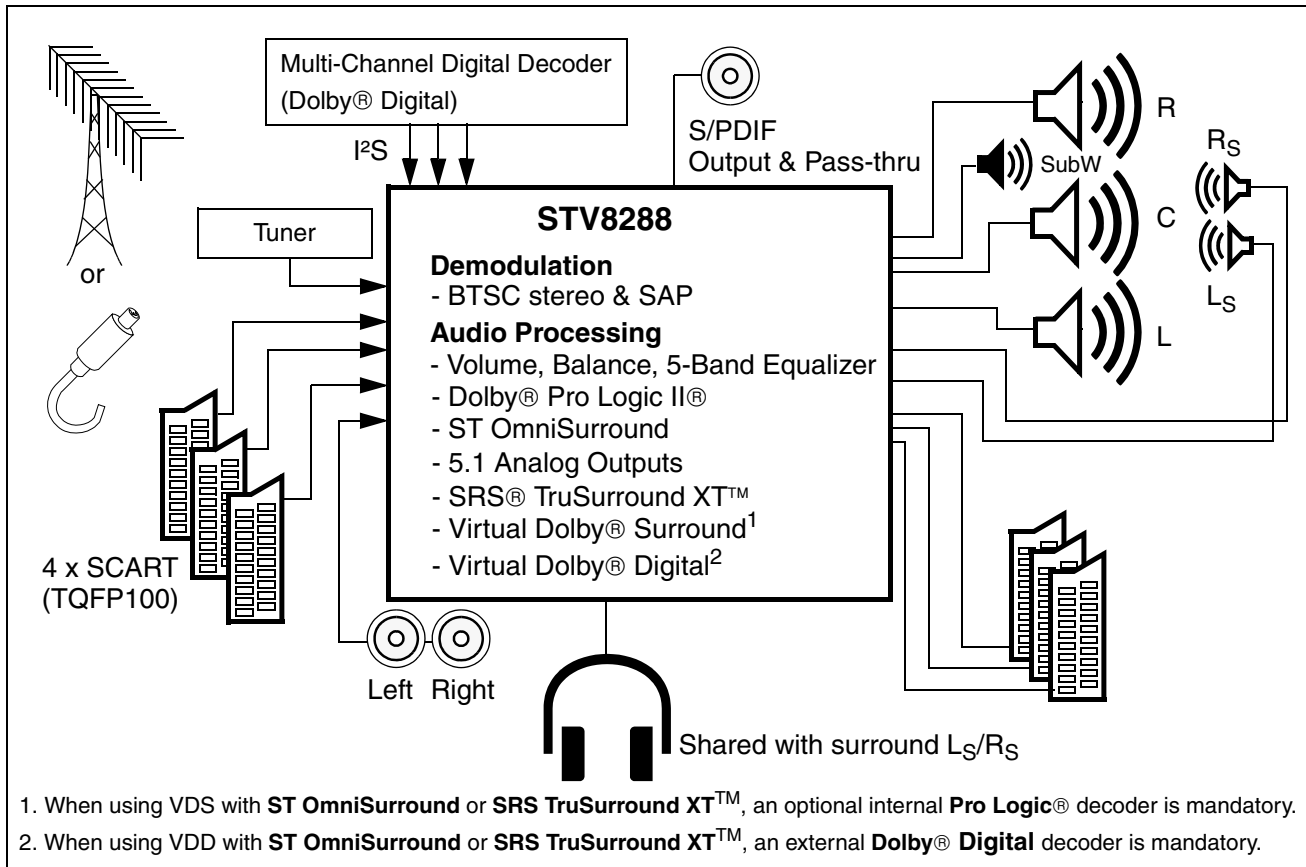 Multi-Channel Digital Decoder
(Dolby® Digital)
I²S
S/PDIF
Output & Pass-thru
R
SubW
R_S
C
L_S
L
Tuner
or
STV8288
Demodulation
- BTSC stereo & SAP
Audio Processing
- Volume, Balance, 5-Band Equalizer
- Dolby® Pro Logic II®
- ST OmniSurround
- 5.1 Analog Outputs
- SRS® TruSurround XT™
- Virtual Dolby® Surround¹
- Virtual Dolby® Digital²
4 x SCART
(TQFP100)
Left Right
Shared with surround L_S/R_S
1. When using VDS with ST OmniSurround or SRS TruSurround XT™, an optional internal Pro Logic® decoder is mandatory.
2. When using VDD with ST OmniSurround or SRS TruSurround XT™, an external Dolby® Digital decoder is mandatory.